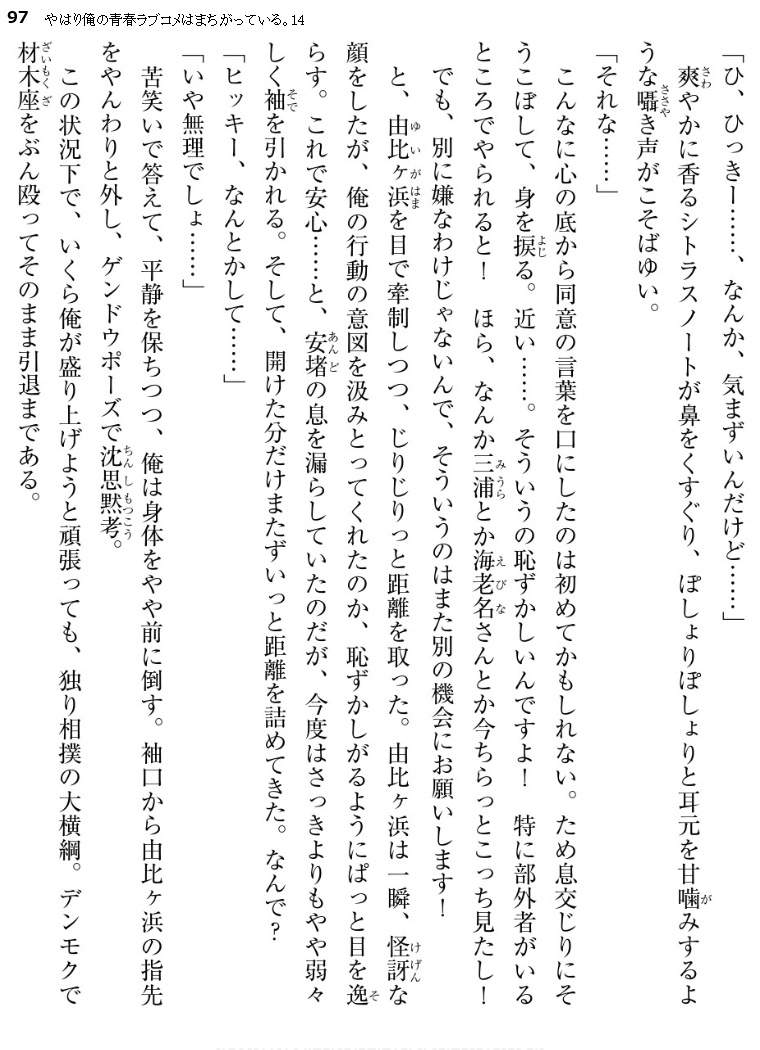 97 やはり俺の青春ラブコメはまちがっている。14
「ひ、ひっきー……、なんか、気まずいんだけど……」
爽やかに香るシトラスノートが鼻をくすぐり、ぽしょりぽしょりと耳元を甘噛みするよ
うな囁き声がこそばゆい。
「それな……」
こんなに心の底から同意の言葉を口にしたのは初めてかもしれない。ため息交じりにそ
うこぼして、身を捩る。近い……。そういうの恥ずかしいんですよ！　特に部外者がいる
ところでやられると！　ほら、なんか三浦とか海老名さんとか今ちらっとこっち見たし！
でも、別に嫌なわけじゃないんで、そういうのはまた別の機会にお願いします！
と、由比ヶ浜を目で牽制しつつ、じりじりっと距離を取った。由比ヶ浜は一瞬、怪訝な
顔をしたが、俺の行動の意図を汲みとってくれたのか、恥ずかしがるようにぱっと目を逸
らす。これで安心……と、安堵の息を漏らしていたのだが、今度はさっきよりもやや弱々
しく袖を引かれる。そして、開けた分だけまたずいっと距離を詰めてきた。なんで？
「ヒッキー、なんとかして……」
「いや無理でしょ……」
苦笑いで答えて、平静を保ちつつ、俺は身体をやや前に倒す。袖口から由比ヶ浜の指先
をやんわりと外し、ゲンドウポーズで沈思黙考。
この状況下で、いくら俺が盛り上げようと頑張っても、独り相撲の大横綱。デンモクで
材木座をぶん殴ってそのまま引退まである。